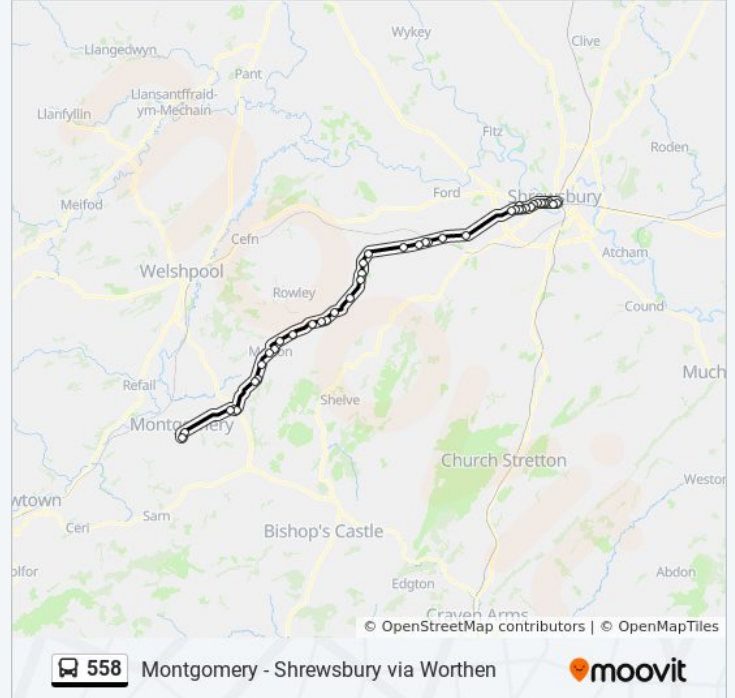 Wykey
Clive
Llangedwyn
Pant
Llansantffraid-
ym-Mechain
Llanfyllin
Fitz
Roden
Ford
Shrewsbury
Meifod
Cefn
Atcham
Welshpool
Rowley
Cound
Much
Refail
Shelve
Montgomery
Church Stretton
Weston
wtown
Sam
Ceri
Bishop's Castle
olfor
Abdon
Edgton
Craven Arms
© OpenStreetMap contributors | © OpenMapTiles
558 Montgomery - Shrewsbury via Worthen
moovit